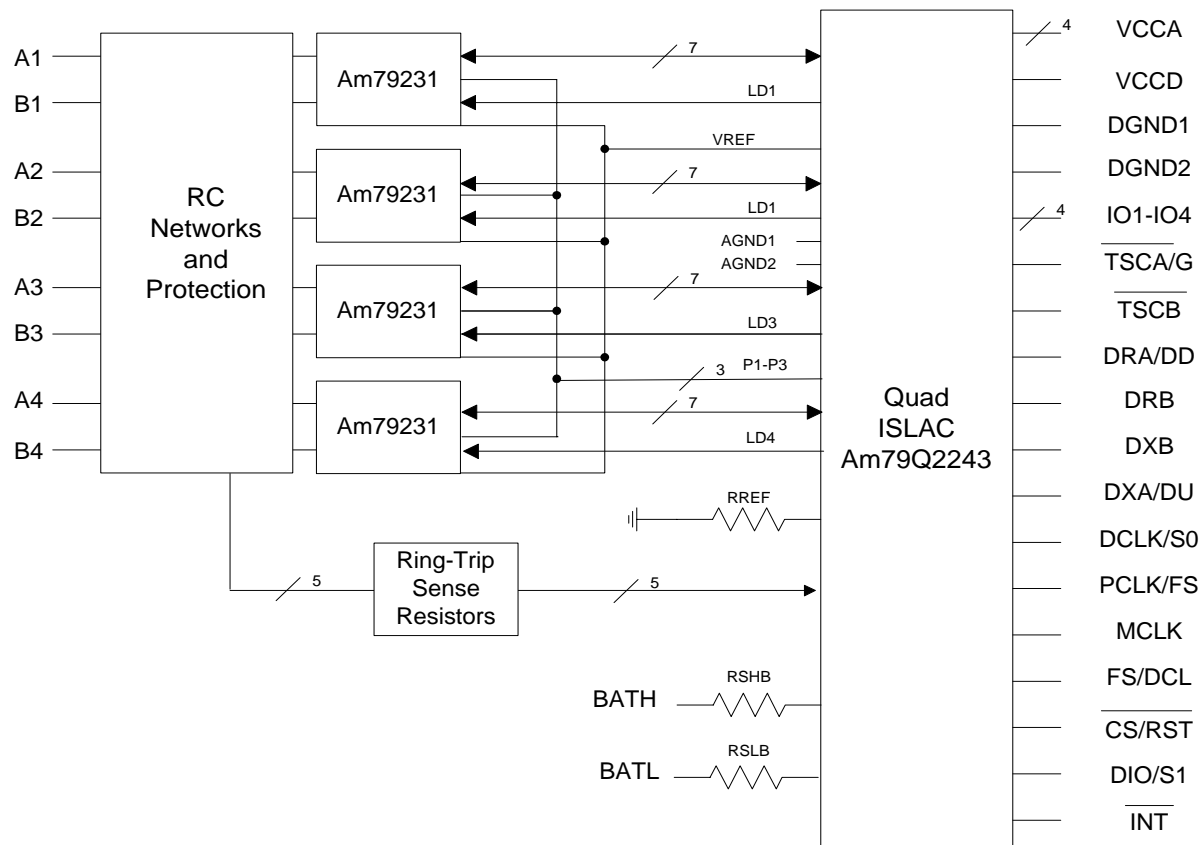 A1
B1
A2
B2
A3
B3
A4
B4
RC
Networks
and
Protection
Am79231
Am79231
Am79231
Am79231
7
LD1
VREF
7
LD1
AGND1
AGND2
7
LD3
3 P1-P3
7
LD4
RREF
5
Ring-Trip
Sense
Resistors
5
BATH
RSHB
BATL
RSLB
Quad
ISLAC
Am79Q2243
4 VCCA
VCCD
DGND1
DGND2
4 IO1-IO4
TSCA/G
TSCB
DRA/DD
DRB
DXB
DXA/DU
DCLK/S0
PCLK/FS
MCLK
FS/DCL
CS/RST
DIO/S1
INT